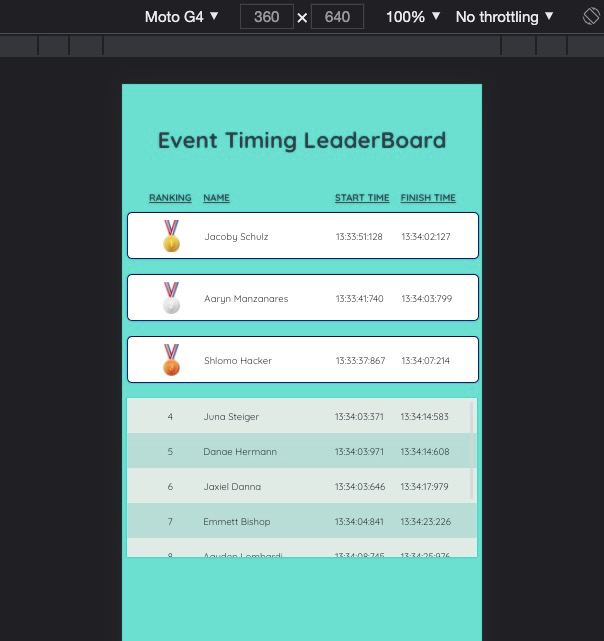 Moto G4 ▼ 360 × 640 100% ▼ No throttling ▼
Event Timing LeaderBoard
RANKING NAME START TIME FINISH TIME
Jacoby Schulz 13:33:51:128 13:34:02:127
Aaryn Manzanares 13:33:41:740 13:34:03:799
Shlomo Hacker 13:33:37:867 13:34:07:214
4 Juna Steiger 13:34:03:371 13:34:14:583
5 Danae Hermann 13:34:03:971 13:34:14:608
6 Jaxiel Danna 13:34:03:646 13:34:17:979
7 Emmett Bishop 13:34:04:841 13:34:23:226
8 13:34:08:745 13:34:25:976